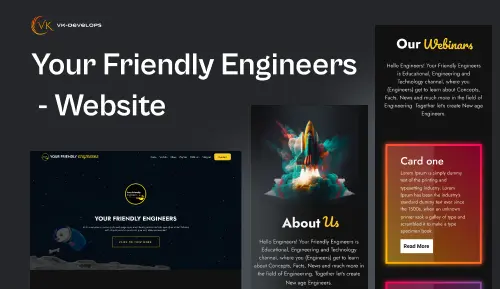 VK
VK-DEVELOPS
Your Friendly Engineers
- Website
YOUR FRIENDLY engineers
YOUR FRIENDLY ENGINEERS
About Us
Hello Engineers! Your Friendly Engineers is
Educational, Engineering and Technology
channel, where you (Engineers) get to learn
about Concepts, Facts, News and much more in
the field of Engineering. Together let's create
New age Engineers.
Our Webinars
Hello Engineers! Your Friendly Engineers
is Educational, Engineering and
Technology channel, where you
(Engineers) get to learn about Concepts,
Facts, News and much more in the field of
Engineering. Together let's create New age
Engineers.
Card one
Lorem Ipsum is simply dummy
text of the printing and
typesetting industry. Lorem
Ipsum has been the industry's
standard dummy text ever since
the 1500s, when an unknown
printer took a galley of type and
scrambled it to make a type
specimen book.
Read More